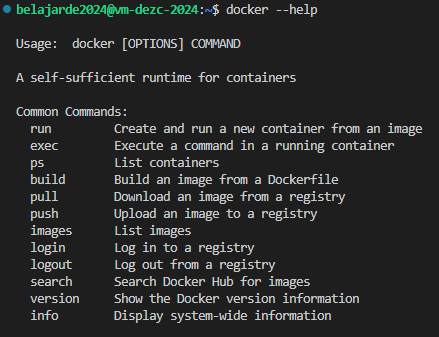 belajarde2024@vm-dezc-2024:~$ docker --help
Usage:  docker [OPTIONS] COMMAND
A self-sufficient runtime for containers
Common Commands:
  run         Create and run a new container from an image
  exec        Execute a command in a running container
  ps          List containers
  build       Build an image from a Dockerfile
  pull        Download an image from a registry
  push        Upload an image to a registry
  images      List images
  login       Log in to a registry
  logout      Log out from a registry
  search      Search Docker Hub for images
  version     Show the Docker version information
  info        Display system-wide information